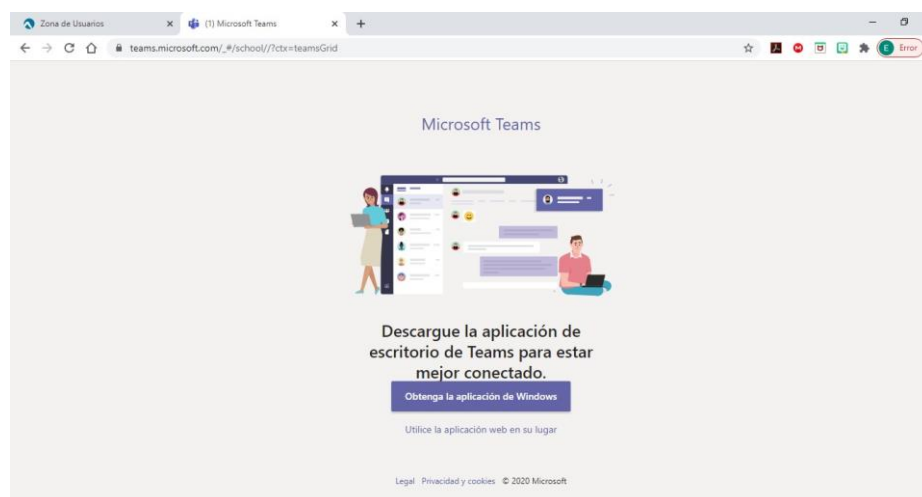 Zona de Usuarios
(1) Microsoft Teams
teams.microsoft.com/_#/school//?ctx=teamsGrid
E Error
Microsoft Teams
Descargue la aplicación de
escritorio de Teams para estar
mejor conectado.
Obtenga la aplicación de Windows
Utilice la aplicación web en su lugar
Legal Privacidad y cookies © 2020 Microsoft